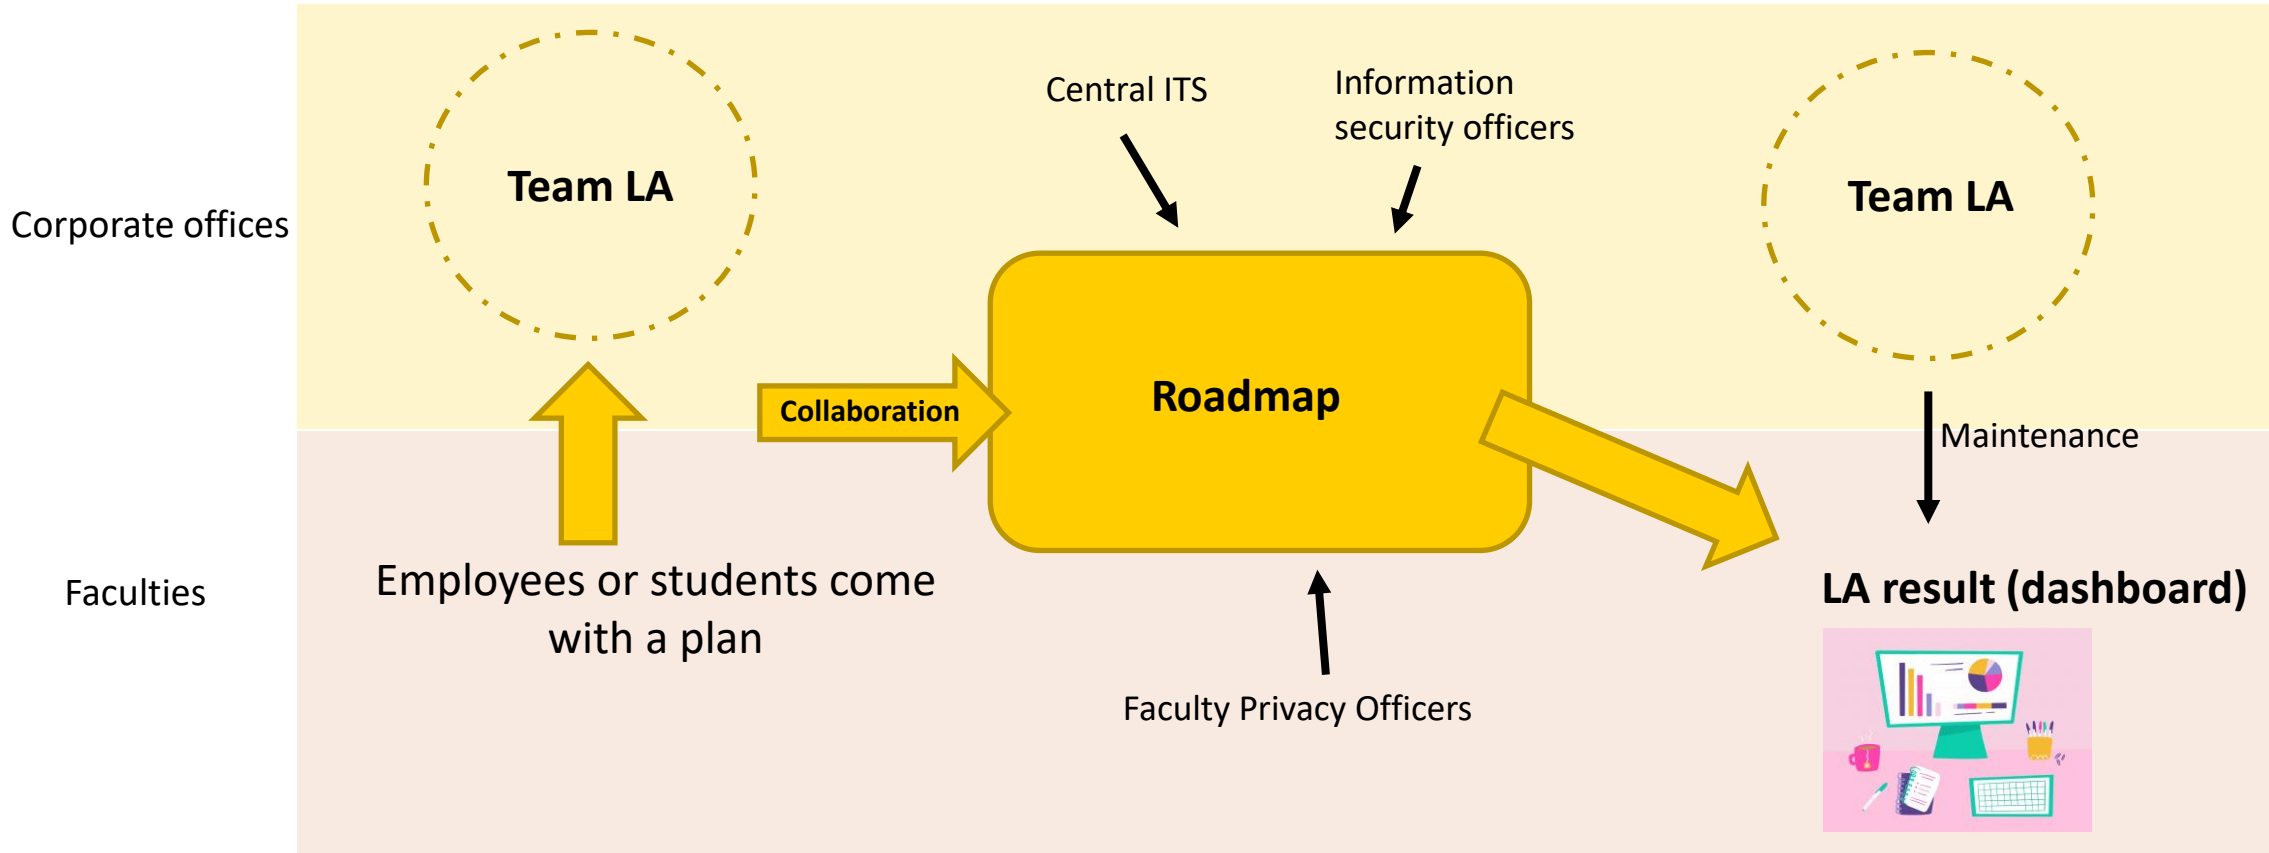 Corporate offices
Team LA
Central ITS
Information
security officers
Team LA
Collaboration
Roadmap
Maintenance
Faculties
Employees or students come
with a plan
Faculty Privacy Officers
LA result (dashboard)